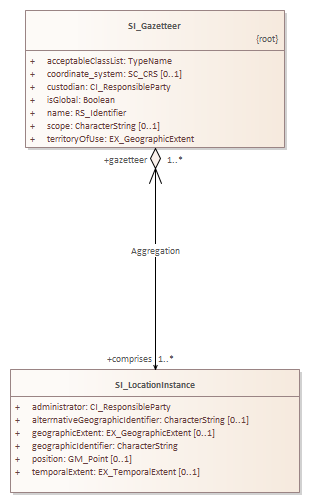 SI_Gazetteer
{root}
+ acceptableClassList: TypeName
+ coordinate_system: SC_CRS [0..1]
+ custodian: CI_ResponsibleParty
+ isGlobal: Boolean
+ name: RS_Identifier
+ scope: CharacterString [0..1]
+ territoryOfUse: EX_GeographicExtent
+gazetteer 1..*
Aggregation
+comprises 1..*
SI_LocationInstance
+ administrator: CI_ResponsibleParty
+ alterrnativeGeographicIdentifier: CharacterString [0..1]
+ geographicExtent: EX_GeographicExtent [0..1]
+ geographicIdentifier: CharacterString
+ position: GM_Point [0..1]
+ temporalExtent: EX_TemporalExtent [0..1]